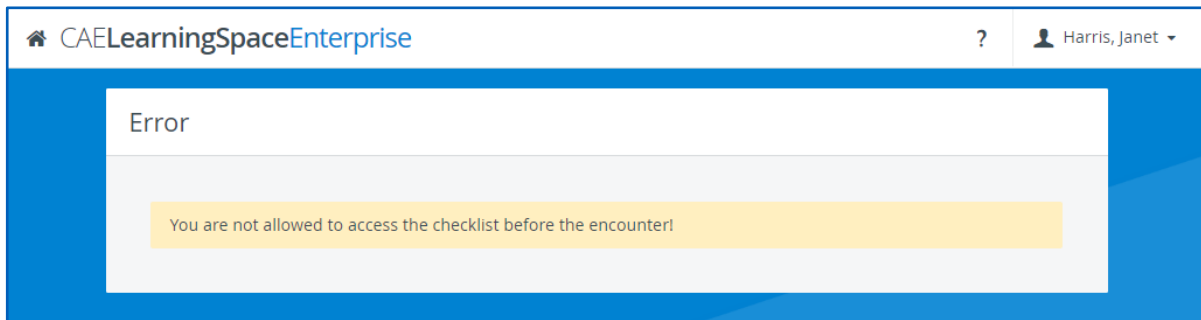 CAELearningSpaceEnterprise ? Harris, Janet
Error
You are not allowed to access the checklist before the encounter!